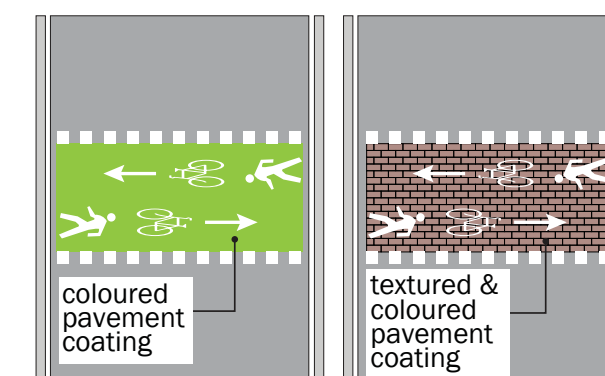 coloured
pavement
coating
textured &
coloured
pavement
coating